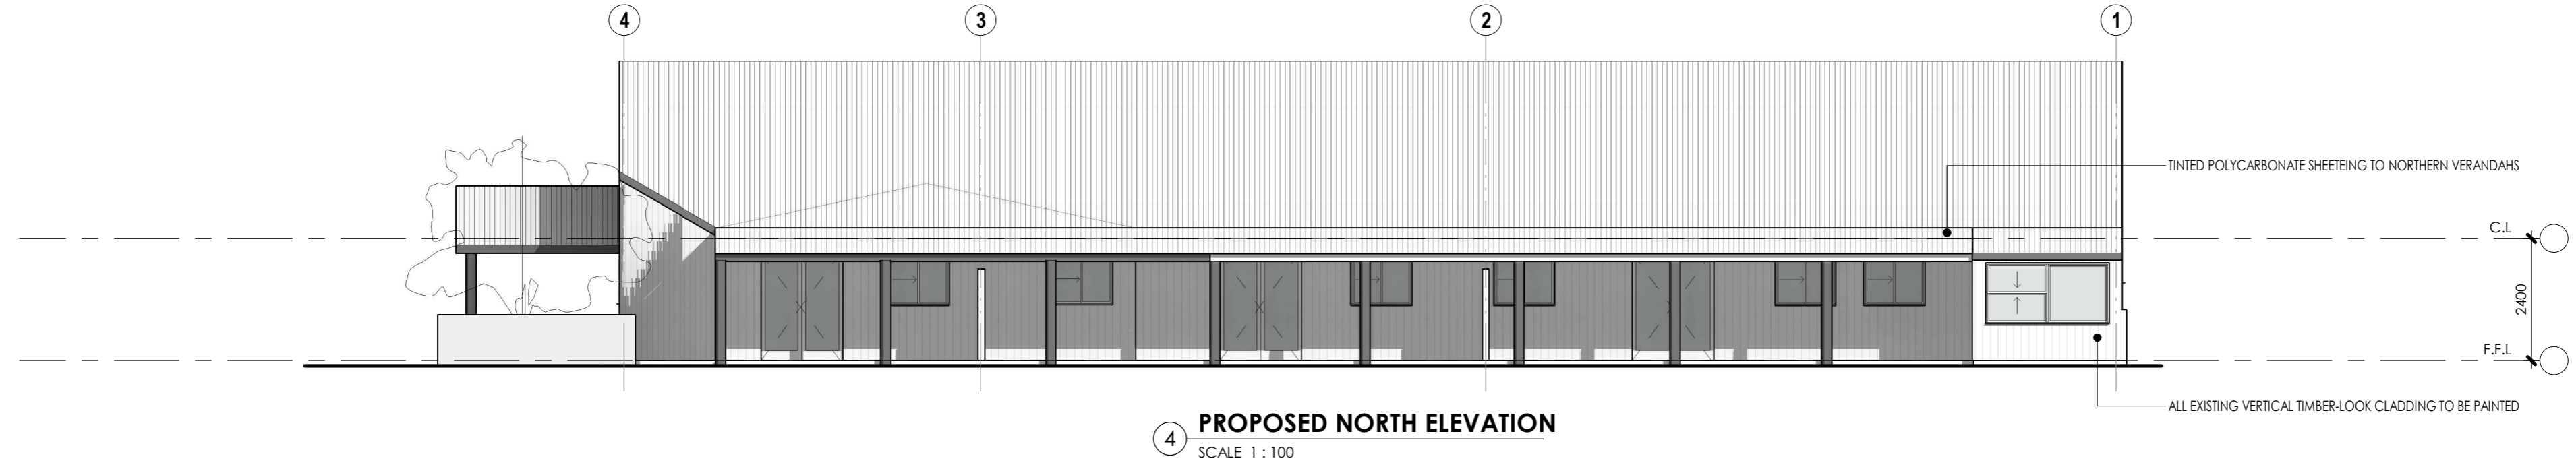 4
3
2
1
TINTED POLYCARBONATE SHEETEING TO NORTHERN VERANDAHS
C.L
2400
F.F.L
ALL EXISTING VERTICAL TIMBER-LOOK CLADDING TO BE PAINTED
4
PROPOSED NORTH ELEVATION
SCALE 1 : 100